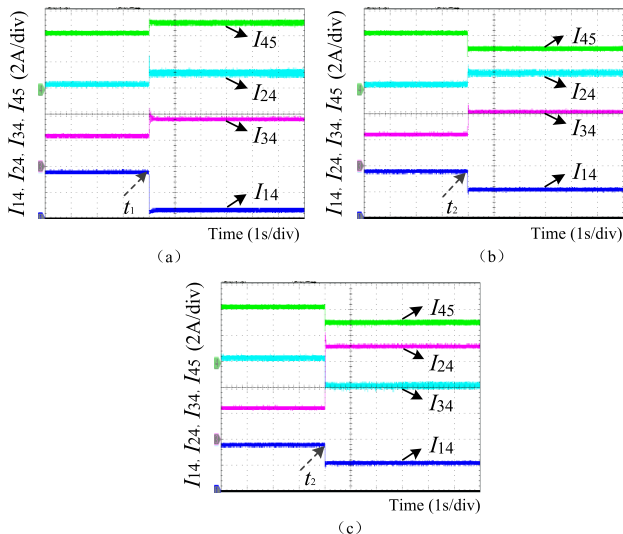 I14. I24. I34. I45 (2A/div)
I45
I24
I34
I14
t1
Time (1s/div)
(a)
I14. I24. I34. I45 (2A/div)
I45
I24
I34
I14
t2
Time (1s/div)
(b)
I14. I24. I34. I45 (2A/div)
I45
I24
I34
I14
t2
Time (1s/div)
(c)